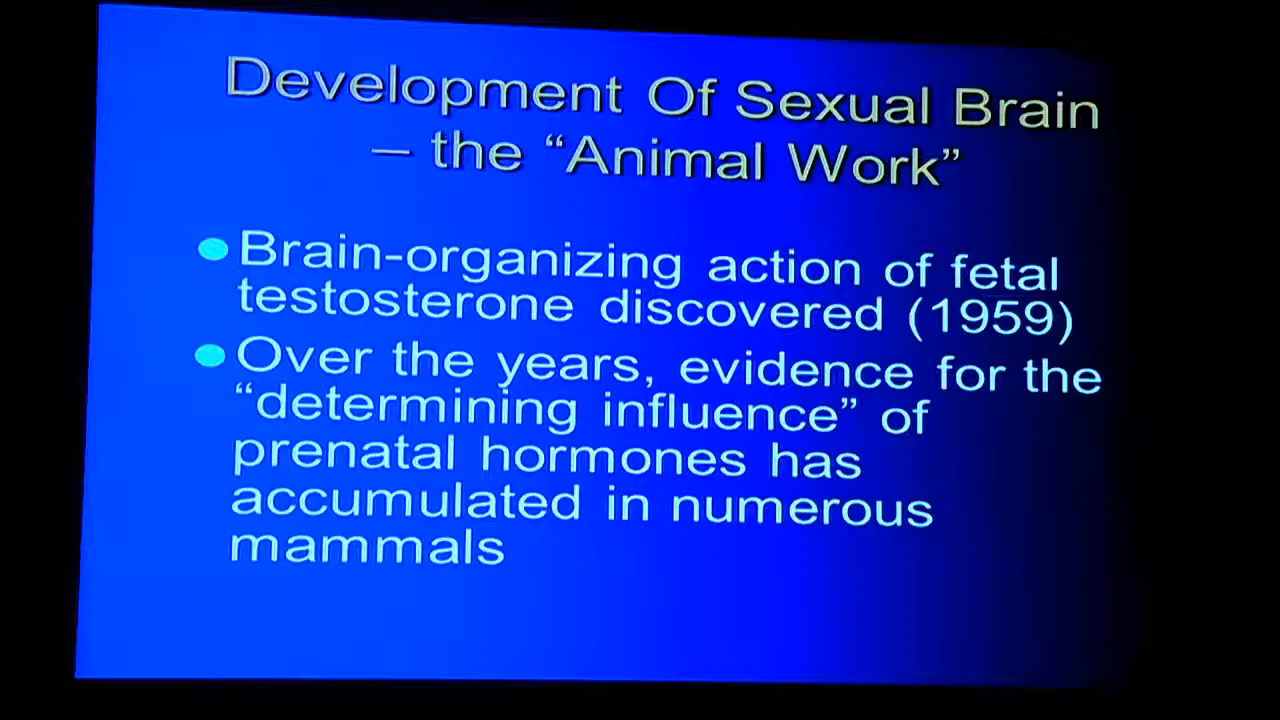 Development Of Sexual Brain
– the “Animal Work”
Brain-organizing action of fetal
testosterone discovered (1959)
Over the years, evidence for the
“determining influence” of
prenatal hormones has
accumulated in numerous
mammals